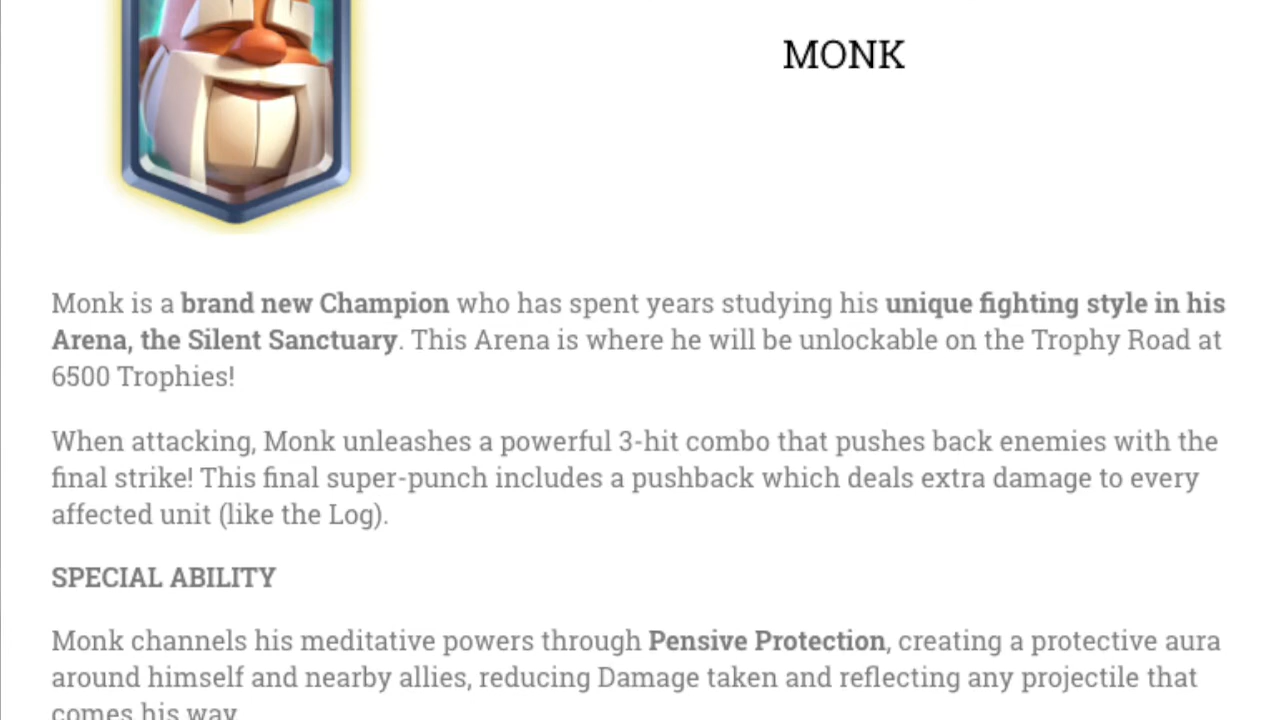 MONK
Monk is a brand new Champion who has spent years studying his unique fighting style in his
Arena, the Silent Sanctuary. This Arena is where he will be unlockable on the Trophy Road at
6500 Trophies!
When attacking, Monk unleashes a powerful 3-hit combo that pushes back enemies with the
final strike! This final super-punch includes a pushback which deals extra damage to every
affected unit (like the Log).
SPECIAL ABILITY
Monk channels his meditative powers through Pensive Protection, creating a protective aura
around himself and nearby allies, reducing Damage taken and reflecting any projectile that
comes his way